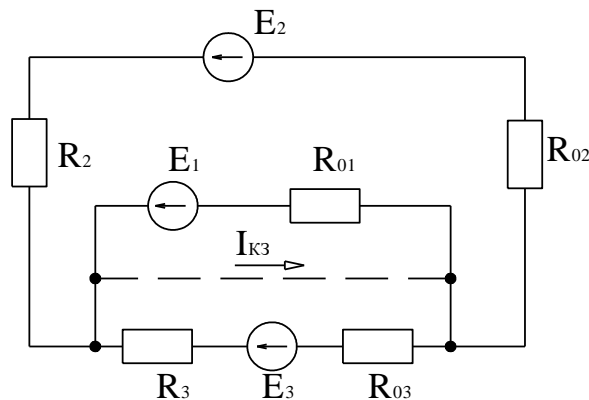 E₂
R₂
R₀₂
E₁
R₀₁
Iкз
R₃
E₃
R₀₃